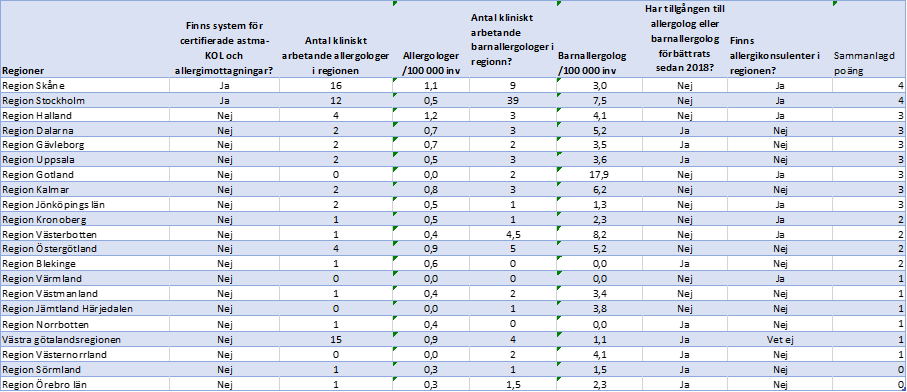 Regioner	Finns system för certifierade astma-KOL och allergimottagningar?	Antal kliniskt arbetande allergologer i regionen	Allergologer /100 000 inv	Antal kliniskt arbetande barnallergologer i regionn?	Barnallergolog /100 000 inv	Har tillgången till allergolog eller barnallergolog förbättrats sedan 2018?	Finns allergikonsulenter i regionen?	Sammanlagd poäng
Region Skåne	Ja	16	1,1	9	3,0	Nej	Ja	4
Region Stockholm	Ja	12	0,5	39	7,5	Nej	Ja	4
Region Halland	Nej	4	1,2	3	4,1	Nej	Ja	3
Region Dalarna	Nej	2	0,7	3	5,2	Ja	Nej	3
Region Gävleborg	Nej	2	0,7	2	3,5	Ja	Nej	3
Region Uppsala	Nej	2	0,5	3	3,6	Ja	Nej	3
Region Gotland	Nej	0	0,0	2	17,9	Ja	Ja	3
Region Kalmar	Nej	2	0,8	3	6,2	Nej	Nej	3
Region Jönköpings län	Nej	2	0,5	1	1,3	Nej	Ja	3
Region Kronoberg	Nej	1	0,5	1	2,3	Nej	Ja	2
Region Västerbotten	Nej	1	0,4	4,5	8,2	Nej	Ja	2
Region Östergötland	Nej	4	0,9	5	5,2	Nej	Nej	2
Region Blekinge	Nej	1	0,6	0	0,0	Ja	Nej	2
Region Värmland	Nej	0	0,0	0	0,0	Nej	Ja	1
Region Västmanland	Nej	1	0,4	2	3,4	Nej	Nej	1
Region Jämtland Härjedalen	Nej	0	0,0	1	3,8	Nej	Nej	1
Region Norrbotten	Nej	1	0,4	0	0,0	Ja	Nej	1
Västra götalandsregionen	Nej	15	0,9	4	1,1	Ja	Vet ej	1
Region Västernorrland	Nej	0	0,0	2	4,1	Ja	Nej	1
Region Sörmland	Nej	1	0,3	1	1,5	Ja	Nej	0
Region Örebro län	Nej	1	0,3	1,5	2,3	Ja	Nej	0